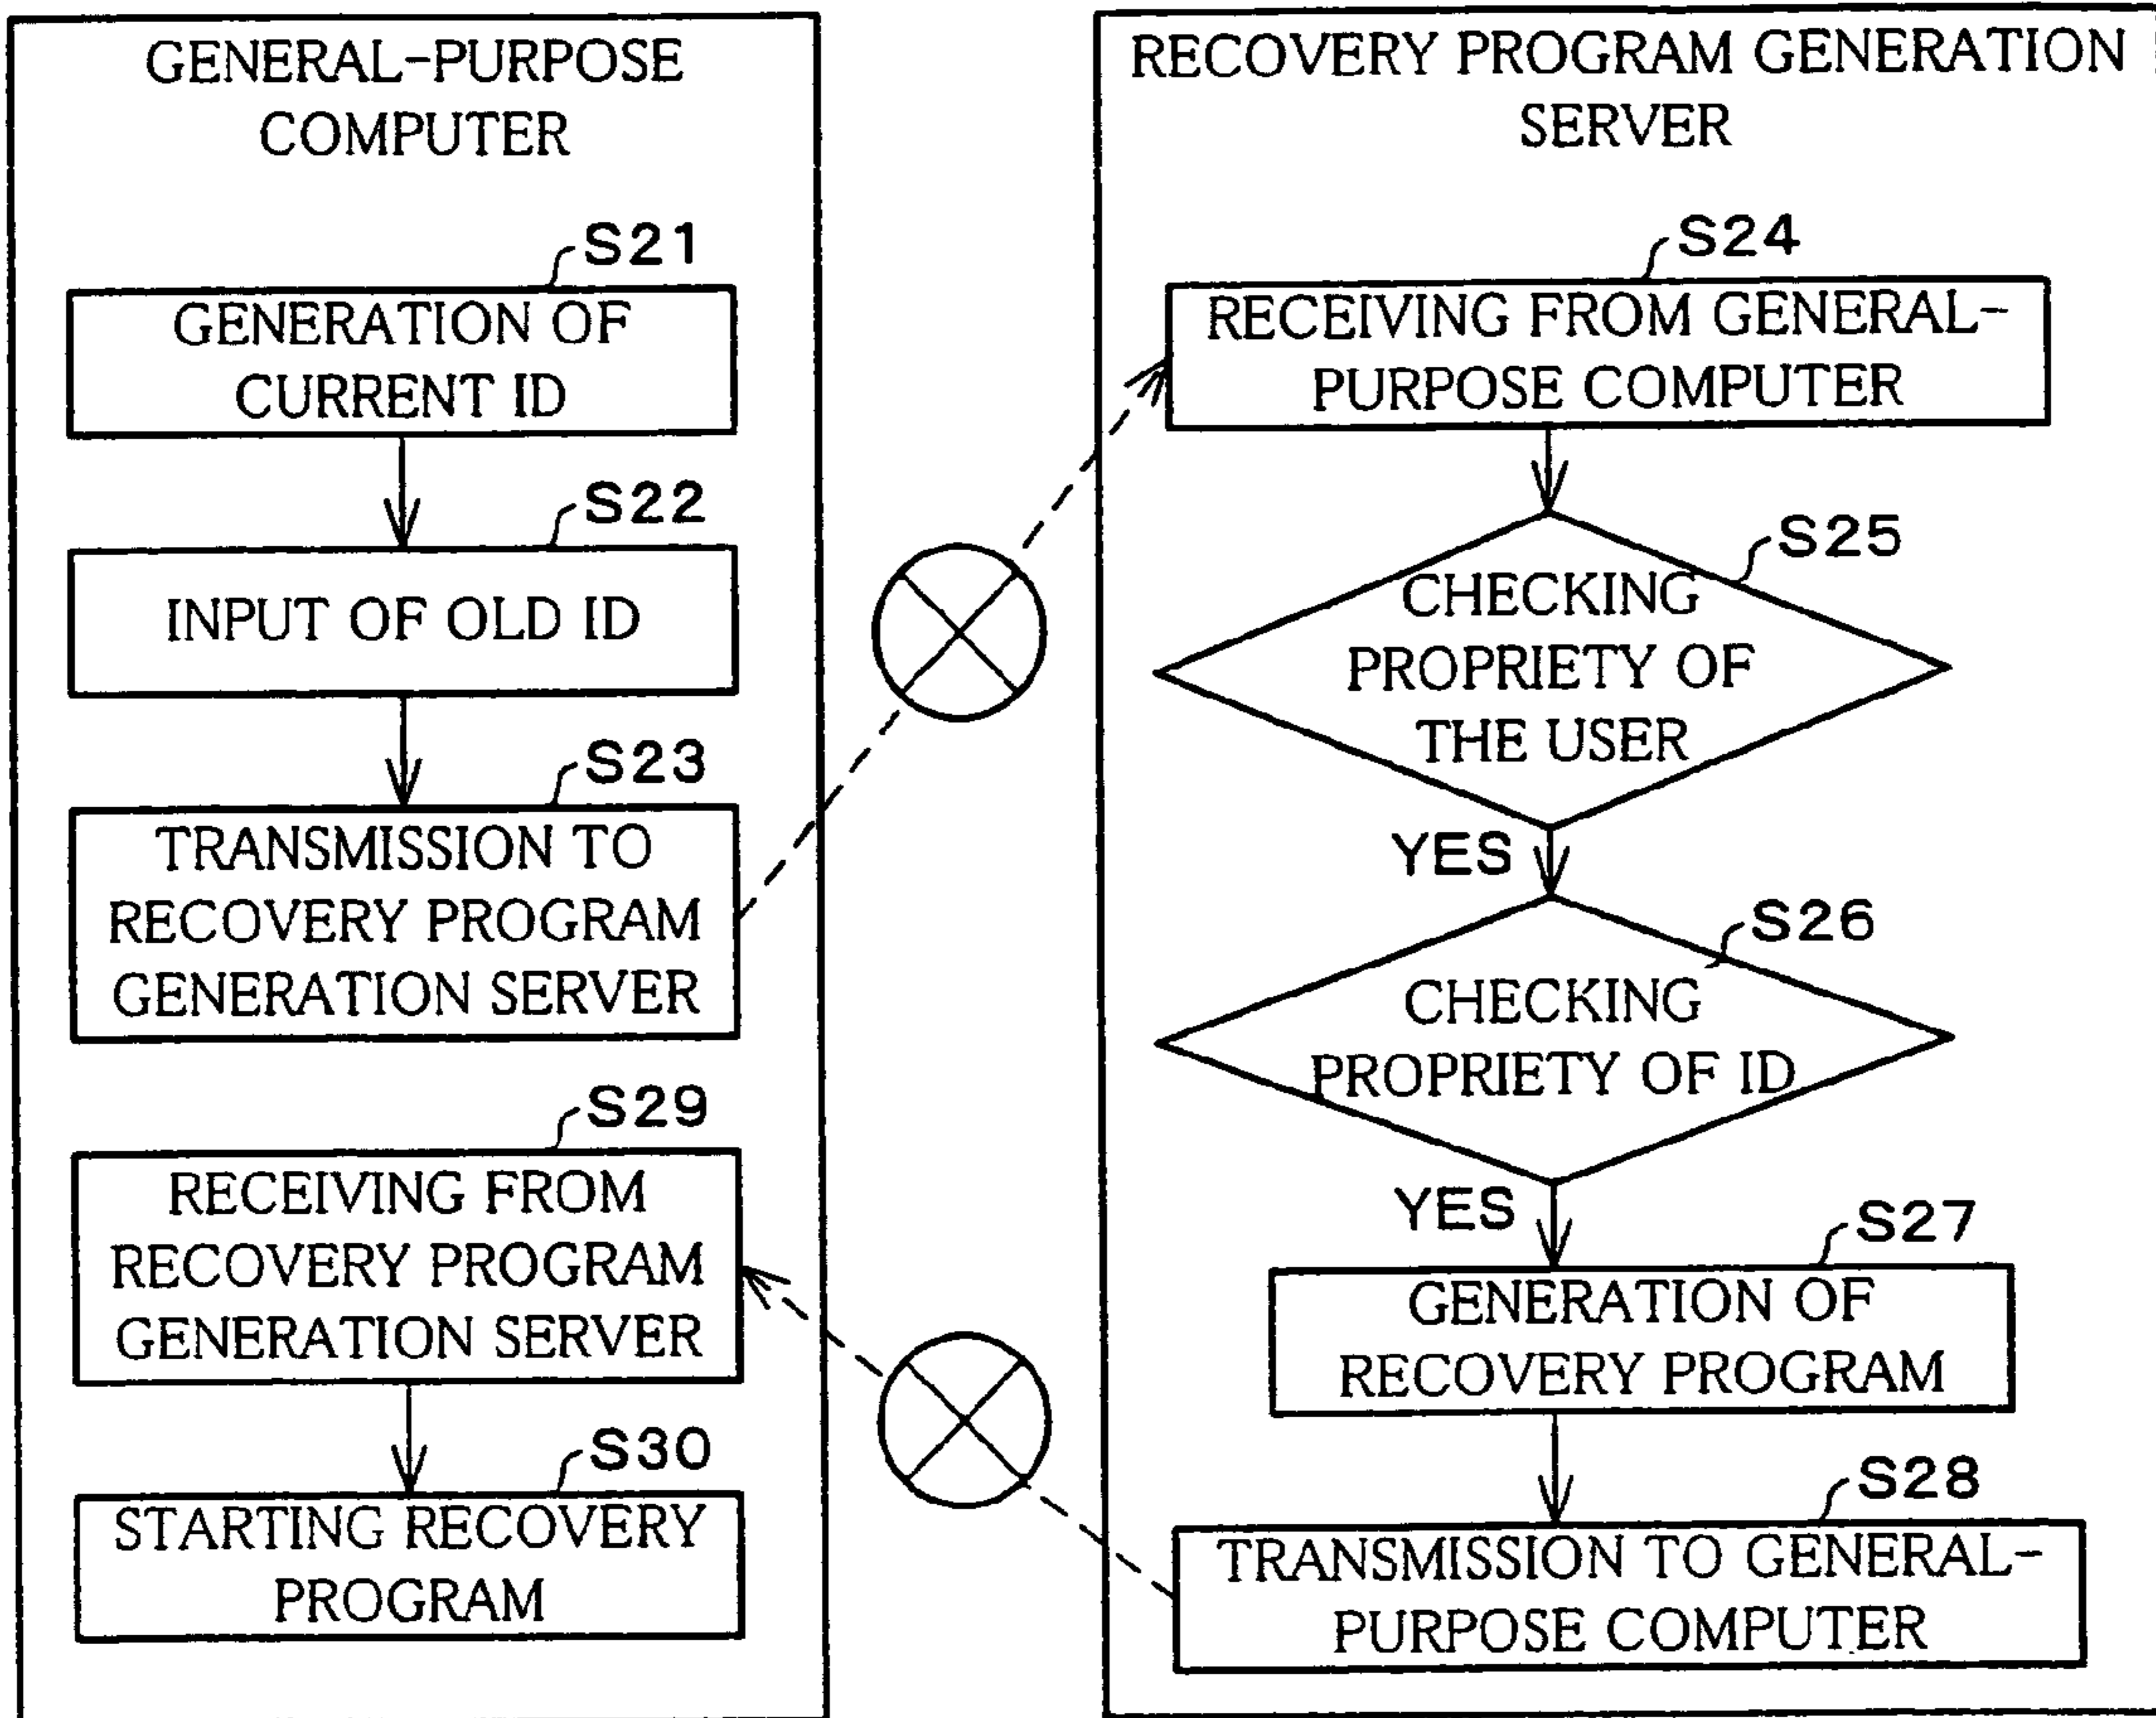 GENERAL-PURPOSE
COMPUTER
S21
GENERATION OF
CURRENT ID
S22
INPUT OF OLD ID
S23
TRANSMISSION TO
RECOVERY PROGRAM
GENERATION SERVER
S29
RECEIVING FROM
RECOVERY PROGRAM
GENERATION SERVER
S30
STARTING RECOVERY
PROGRAM
RECOVERY PROGRAM GENERATION
SERVER
S24
RECEIVING FROM GENERAL-
PURPOSE COMPUTER
S25
CHECKING
PROPRIETY OF
THE USER
YES
S26
CHECKING
PROPRIETY OF ID
YES
S27
GENERATION OF
RECOVERY PROGRAM
S28
TRANSMISSION TO GENERAL-
PURPOSE COMPUTER